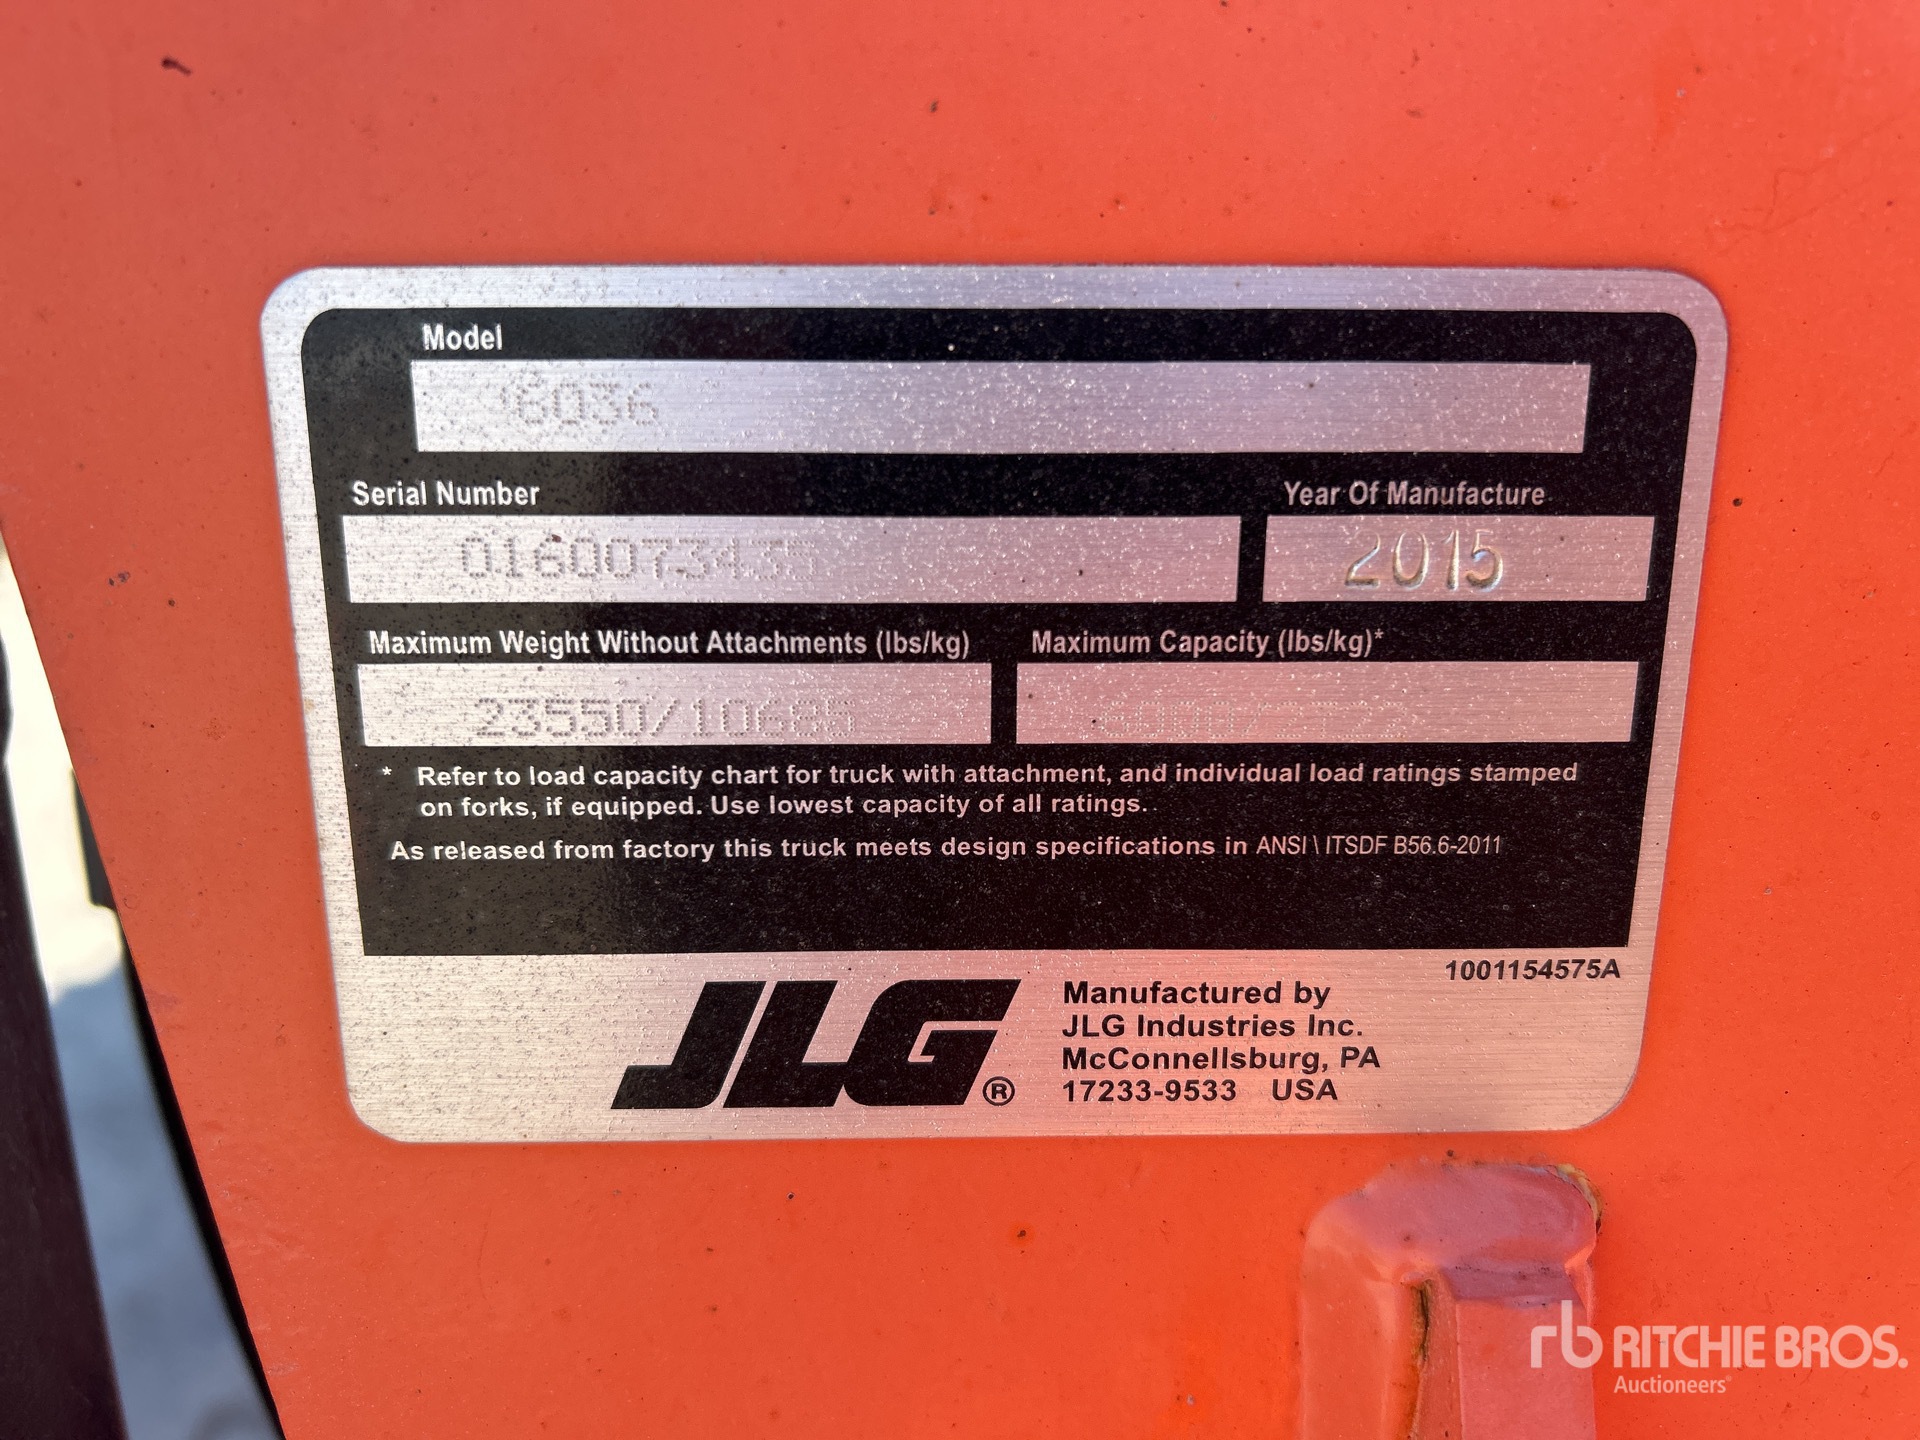 Model
6036
Serial Number
0160073435
Year Of Manufacture
2015
Maximum Weight Without Attachments (lbs/kg)
23550/10685
Maximum Capacity (lbs/kg)*
* Refer to load capacity chart for truck with attachment, and individual load ratings stamped
on forks, if equipped. Use lowest capacity of all ratings.
As released from factory this truck meets design specifications in ANSI \ ITSDF B56.6-2011
1001154575A
JLG®
Manufactured by
JLG Industries Inc.
McConnellsburg, PA
17233-9533 USA
rb RITCHIE BROS.
Auctioneers